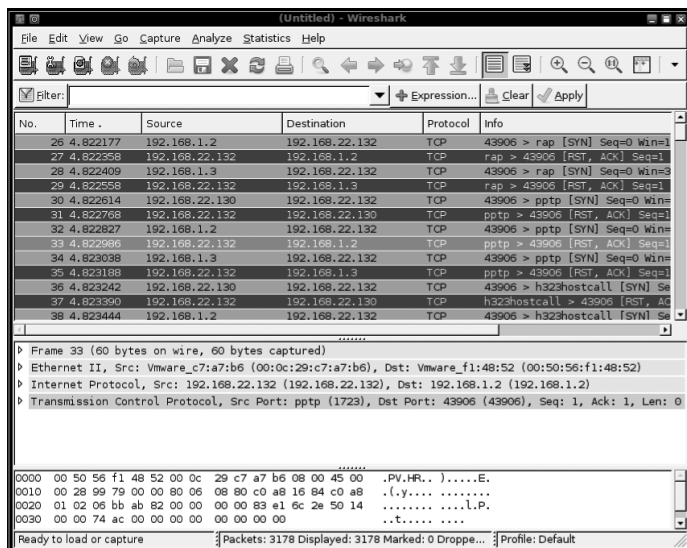 (Untitled) - Wireshark
File Edit View Go Capture Analyze Statistics Help
Filter: Expression... Clear Apply
No. Time . Source Destination Protocol Info
26 4.822177 192.168.1.2 192.168.22.132 TCP 43906 > rap [SYN] Seq=0 Win=1
27 4.822358 192.168.22.132 192.168.1.2 TCP rap > 43906 [RST, ACK] Seq=1
28 4.822409 192.168.1.3 192.168.22.132 TCP 43906 > rap [SYN] Seq=0 Win=3
29 4.822558 192.168.22.132 192.168.1.3 TCP rap > 43906 [RST, ACK] Seq=1
30 4.822614 192.168.22.130 192.168.22.132 TCP 43906 > pptp [SYN] Seq=0 Win=
31 4.822768 192.168.22.132 192.168.22.130 TCP pptp > 43906 [RST, ACK] Seq=
32 4.822827 192.168.1.2 192.168.22.132 TCP 43906 > pptp [SYN] Seq=0 Win=
33 4.822986 192.168.22.132 192.168.1.2 TCP pptp > 43906 [RST, ACK] Seq=
34 4.823038 192.168.1.3 192.168.22.132 TCP 43906 > pptp [SYN] Seq=0 Win=
35 4.823188 192.168.22.132 192.168.1.3 TCP pptp > 43906 [RST, ACK] Seq=
36 4.823242 192.168.22.130 192.168.22.132 TCP 43906 > h323hostcall [SYN] Se
37 4.823390 192.168.22.132 192.168.22.130 TCP h323hostcall > 43906 [RST, AC
38 4.823444 192.168.1.2 192.168.22.132 TCP 43906 > h323hostcall [SYN] Se
Frame 33 (60 bytes on wire, 60 bytes captured)
Ethernet II, Src: Vmware_c7:a7:b6 (00:0c:29:c7:a7:b6), Dst: Vmware_f1:48:52 (00:50:56:f1:48:52)
Internet Protocol, Src: 192.168.22.132 (192.168.22.132), Dst: 192.168.1.2 (192.168.1.2)
Transmission Control Protocol, Src Port: pptp (1723), Dst Port: 43906 (43906), Seq: 1, Ack: 1, Len: 0
0000 00 50 56 f1 48 52 00 0c 29 c7 a7 b6 08 00 45 00 .PV.HR.. ).....E.
0010 00 28 99 79 00 00 80 06 08 80 c0 a8 16 84 c0 a8 .(.y.... ........
0020 01 02 06 bb ab 82 00 00 00 00 83 e1 6c 2e 50 14 ........ ....l.P.
0030 00 00 74 ac 00 00 00 00 00 00 00 00 ..t..... ....
Ready to load or capture Packets: 3178 Displayed: 3178 Marked: 0 Droppe... Profile: Default